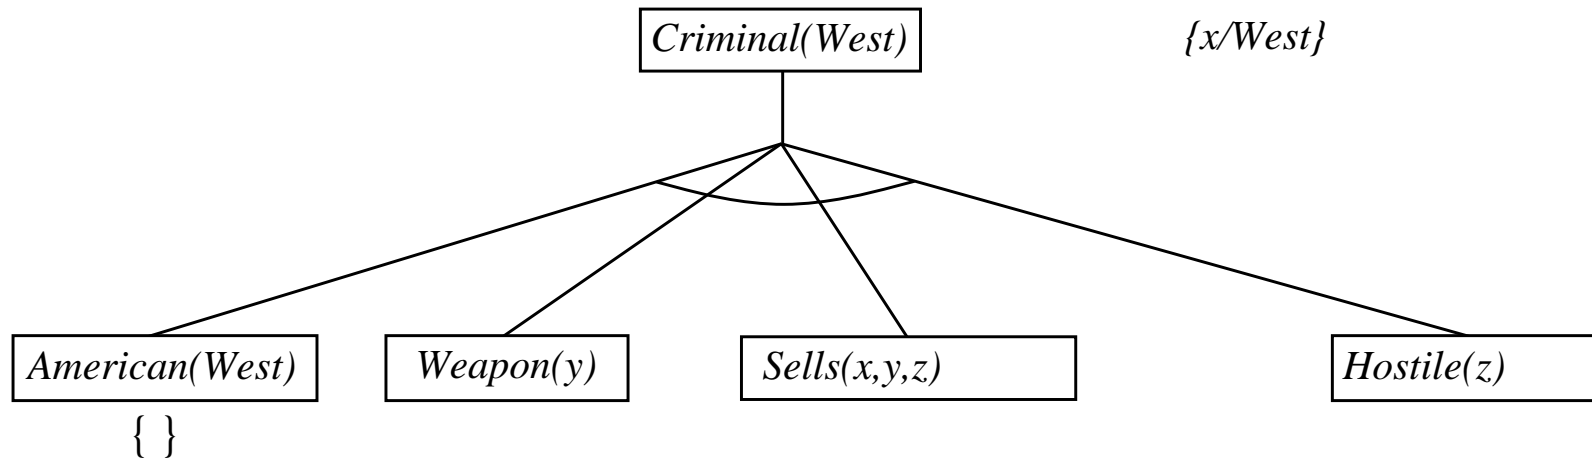 Criminal(West)
{x/West}
American(West)
Weapon(y)
Sells(x,y,z)
Hostile(z)
{ }